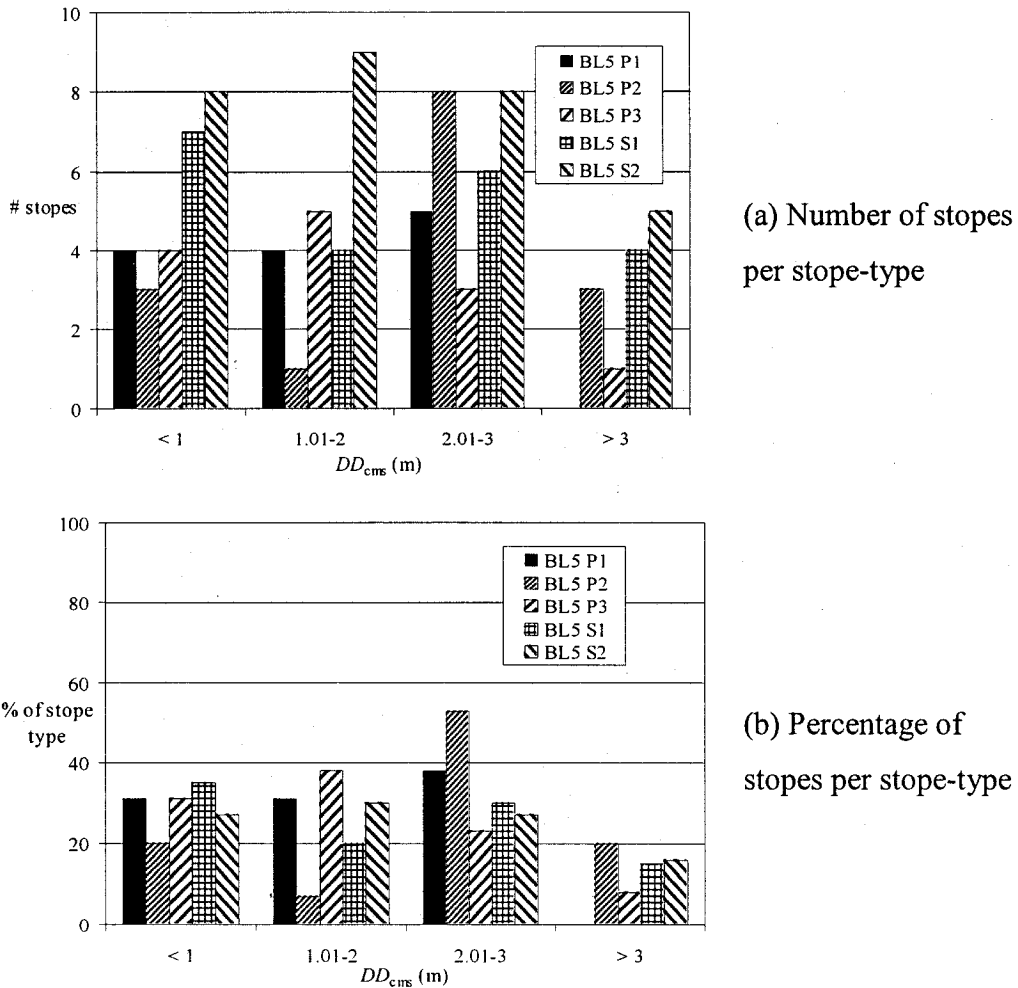 10
8
6
# stopes
4
2
0
BL5 P1
BL5 P2
BL5 P3
BL5 S1
BL5 S2
< 1
1.01-2
2.01-3
> 3
DDcms (m)
(a) Number of stopes
per stope-type
100
80
60
% of stope
type
40
20
0
BL5 P1
BL5 P2
BL5 P3
BL5 S1
BL5 S2
< 1
1.01-2
2.01-3
> 3
DDcms (m)
(b) Percentage of
stopes per stope-type